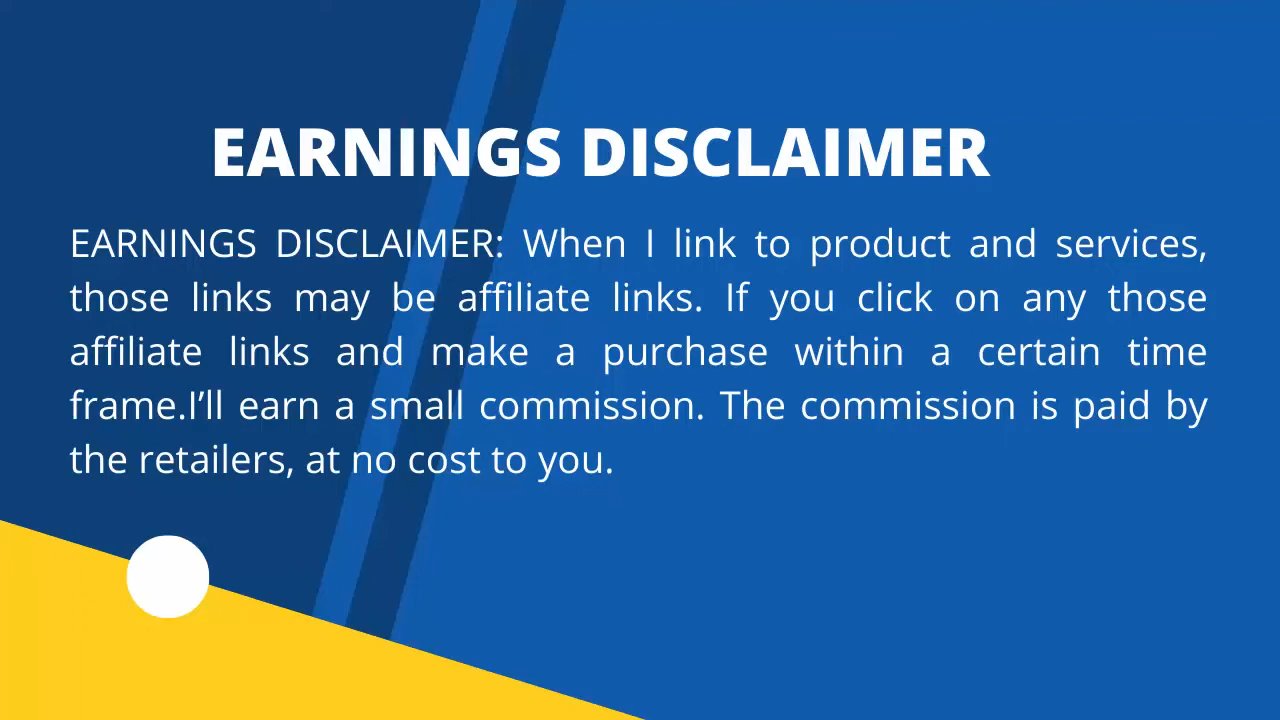 EARNINGS DISCLAIMER
EARNINGS DISCLAIMER: When I link to product and services,
those links may be affiliate links. If you click on any those
affiliate links and make a purchase within a certain time
frame.I’ll earn a small commission. The commission is paid by
the retailers, at no cost to you.